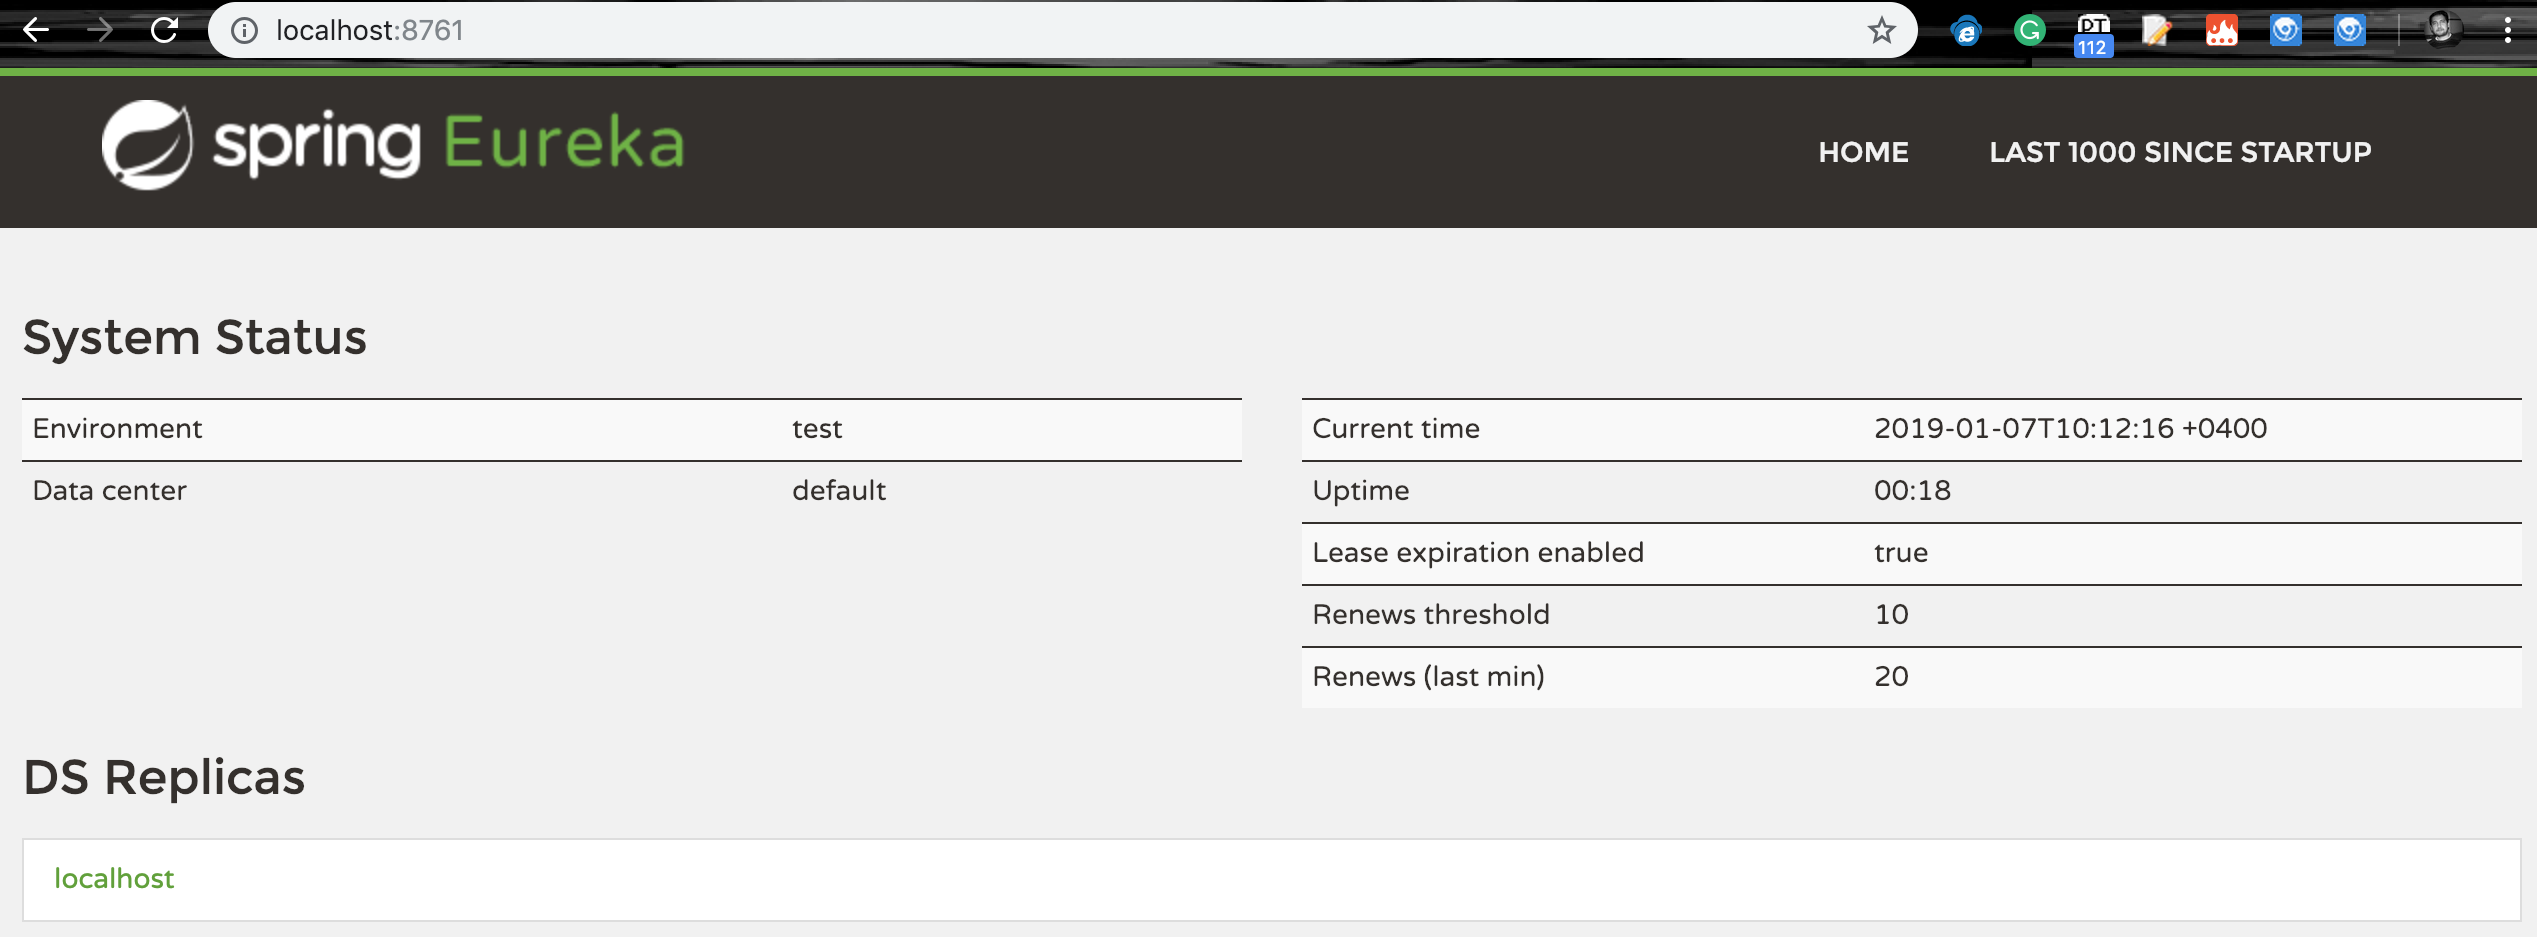 localhost:8761
G
DT
112
spring Eureka
HOME LAST 1000 SINCE STARTUP
System Status
Environment test
Data center default
Current time 2019-01-07T10:12:16 +0400
Uptime 00:18
Lease expiration enabled true
Renews threshold 10
Renews (last min) 20
DS Replicas
localhost